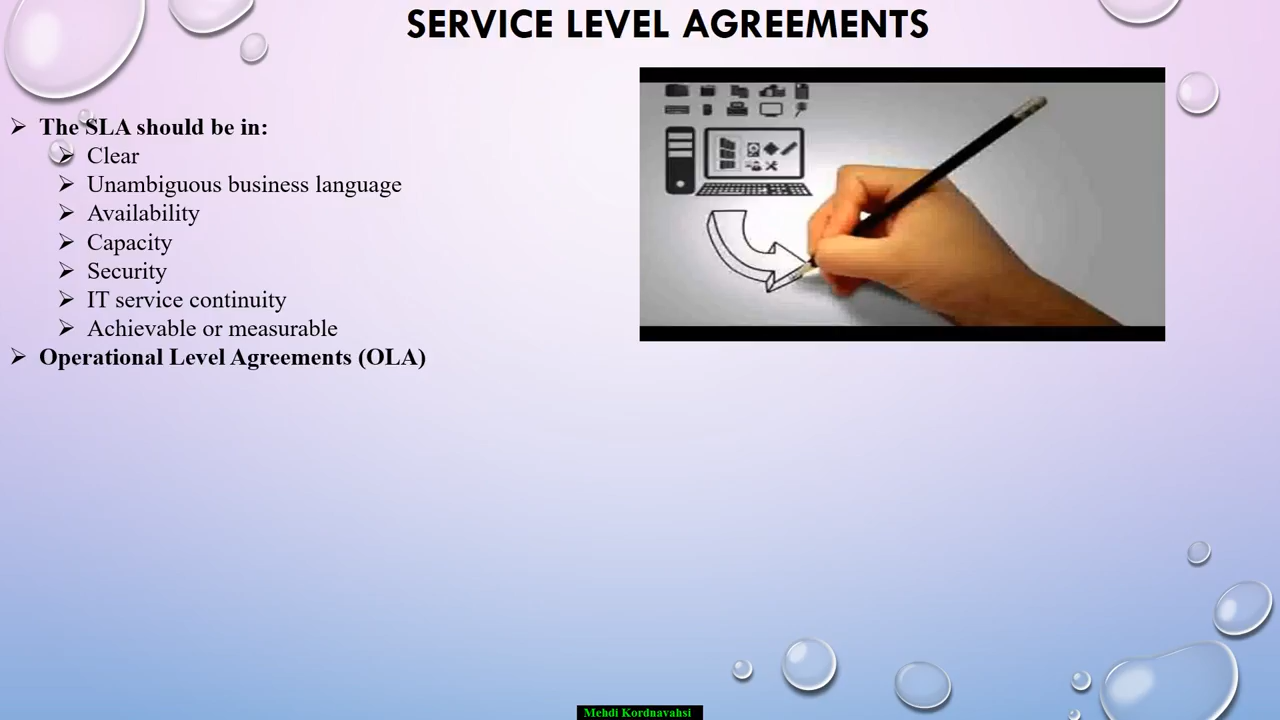 SERVICE LEVEL AGREEMENTS
The SLA should be in:
Clear
Unambiguous business language
Availability
Capacity
Security
IT service continuity
Achievable or measurable
Operational Level Agreements (OLA)
Mehdi Kordnavahsi